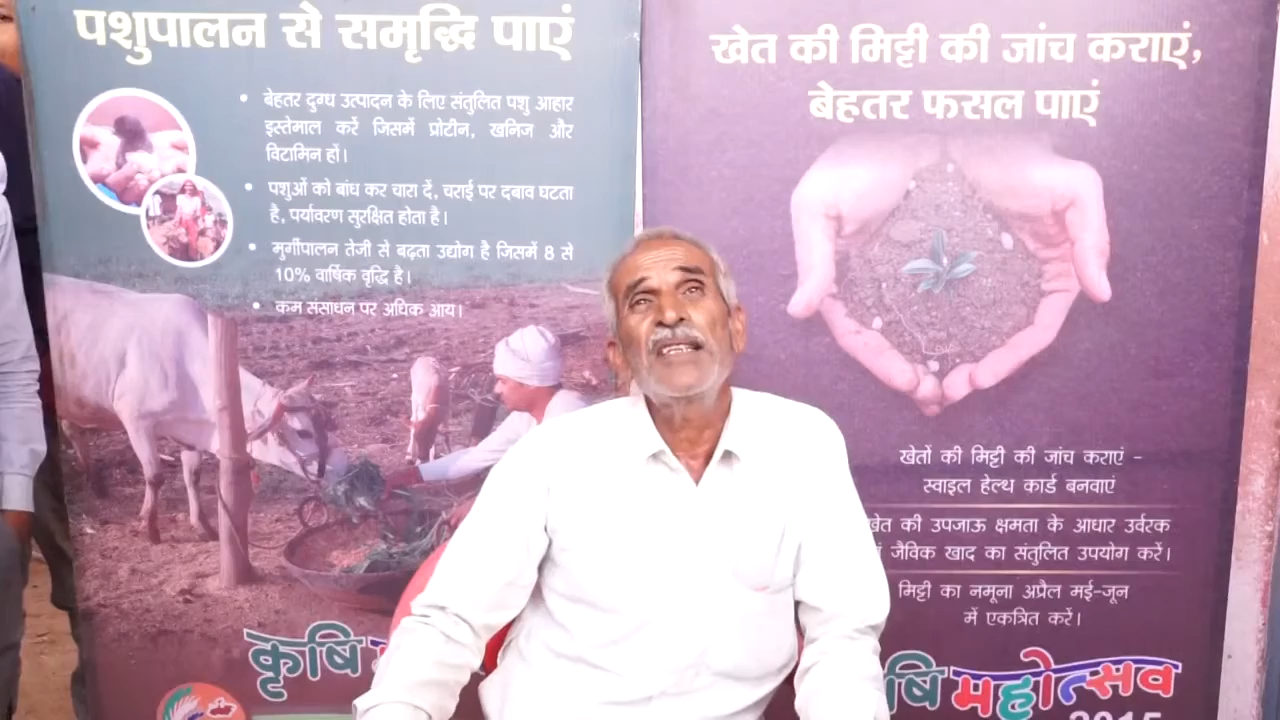 पशुपालन से समृद्धि पाएं
• बेहतर दुग्ध उत्पादन के लिए संतुलित पशु आहार
इस्तेमाल करें जिसमें प्रोटीन, खनिज और
विटामिन हों।
• पशुओं को बांध कर चारा दें, चराई पर दबाव घटता
है, पर्यावरण सुरक्षित होता है।
• मुर्गीपालन तेजी से बढ़ता उद्योग है जिसमें 8 से
10% वार्षिक वृद्धि है।
• कम संसाधन पर अधिक आय।
कृषि
खेत की मिट्टी की जांच कराएं,
बेहतर फसल पाएं
खेतों की मिट्टी की जांच कराएं -
स्वाइल हेल्थ कार्ड बनवाएं
खेत की उपजाऊ क्षमता के आधार उर्वरक
जैविक खाद का संतुलित उपयोग करें।
मिट्टी का नमूना अप्रैल मई-जून
में एकत्रित करें।
षि महोत्सव
2015